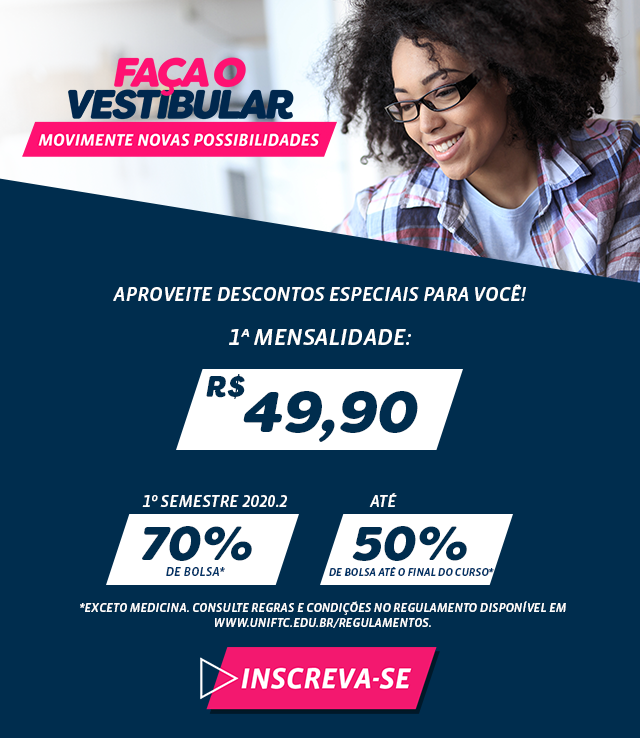 FAÇA O
VESTIBULAR
MOVIMENTE NOVAS POSSIBILIDADES
APROVEITE DESCONTOS ESPECIAIS PARA VOCÊ!
1ª MENSALIDADE:
R$ 49,90
1º SEMESTRE 2020.2
70%
DE BOLSA*
ATÉ
50%
DE BOLSA ATÉ O FINAL DO CURSO*
*EXCETO MEDICINA. CONSULTE REGRAS E CONDIÇÕES NO REGULAMENTO DISPONÍVEL EM
WWW.UNIFTC.EDU.BR/REGULAMENTOS.
INSCREVA-SE